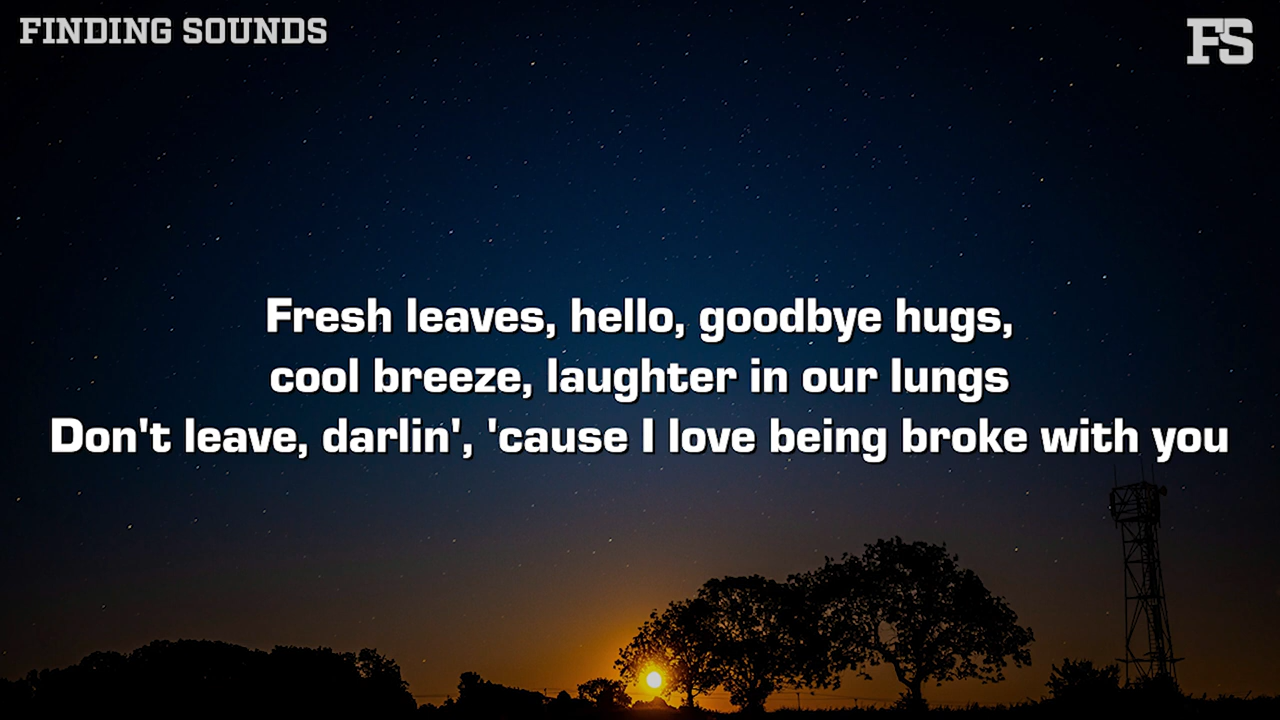 FINDING SOUNDS
FS
Fresh leaves, hello, goodbye hugs,
cool breeze, laughter in our lungs
Don't leave, darlin', 'cause I love being broke with you